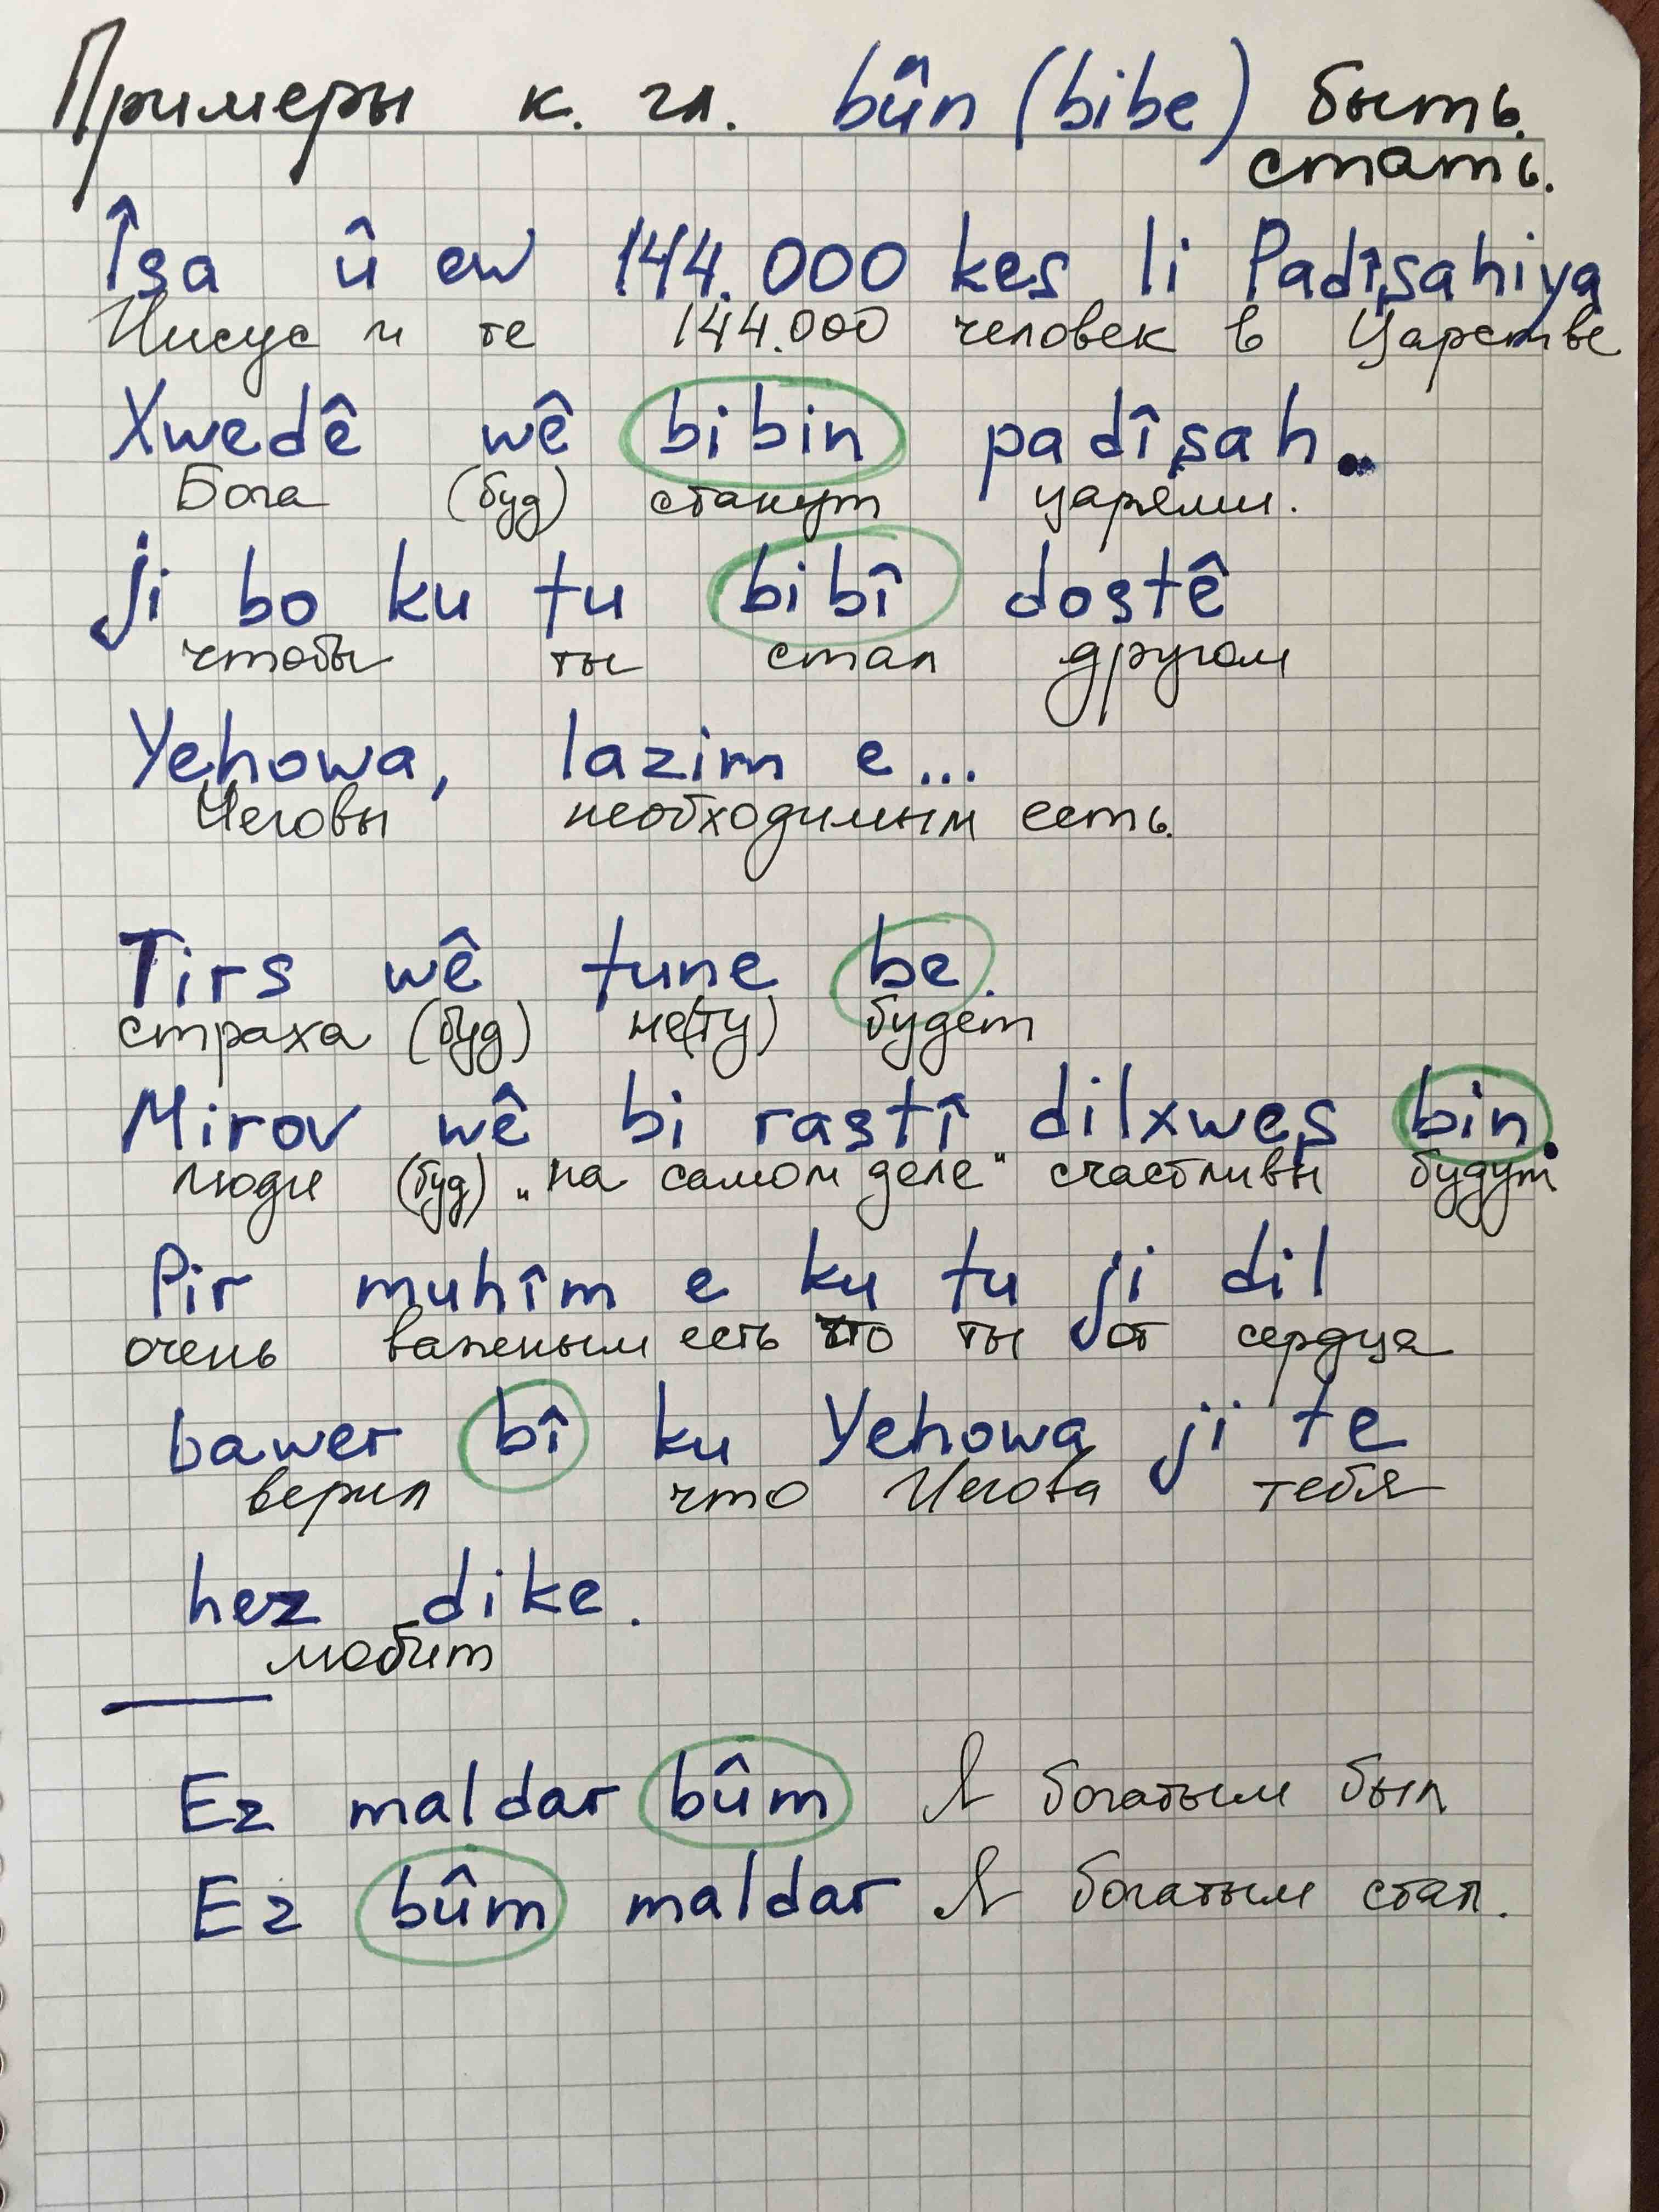 Примеры к. гл. bûn (bibe) быть.
стать.
Îsa û ew 144.000 kes li Padîşahiya
Иисус и те 144.000 человек в Царстве
Xwedê wê bibin padîşah.
Бога (буд) станут царями.
ji bo ku tu bibî dostê
чтобы ты стал другом
Yehowa, lazim e...
Иеговы необходимым есть.
Tirs wê tune be.
страха (буд) не(ту) будет
Mirov wê bi rastî dilxweş bin.
люди (буд) „на самом деле" счастливы будут
Pir muhîm e ku tu ji dil
очень важеным есть что ты от сердца
bawer bî ku Yehowa ji te
верил что Иегова тебя
hez dike.
любит
Ez maldar bûm Я богатым был
Ez bûm maldar Я богатым стал.